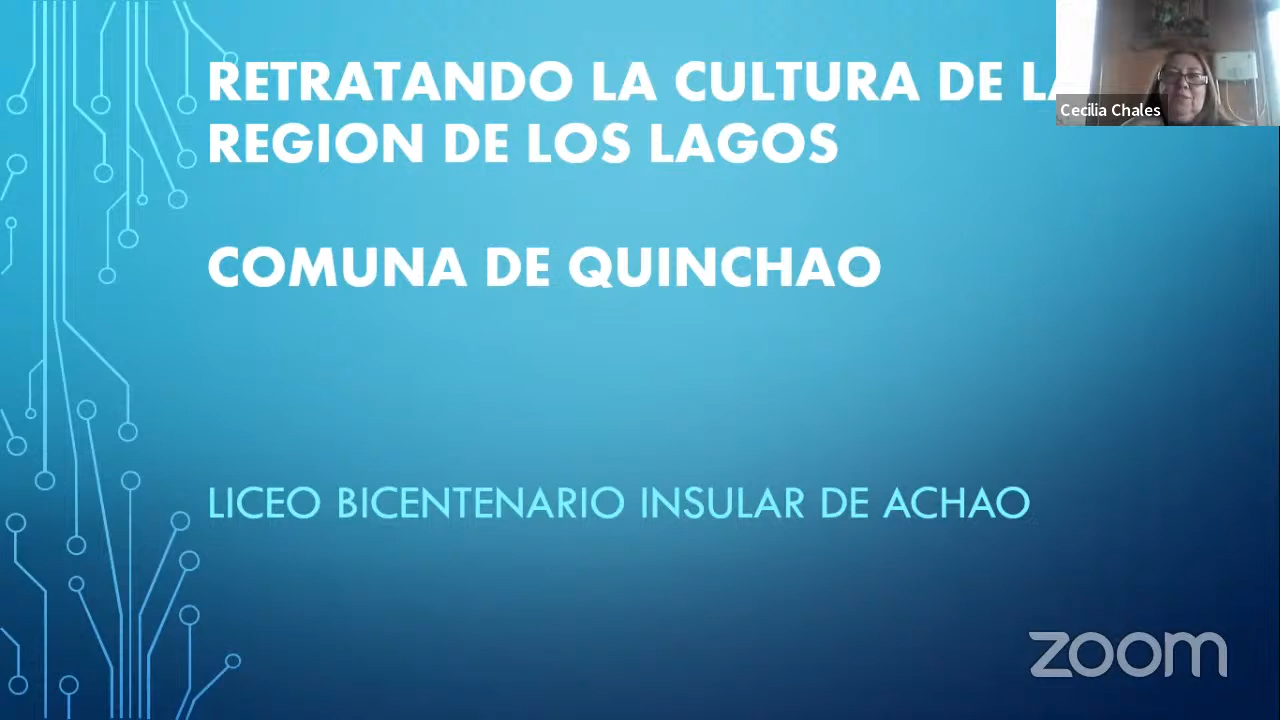 RETRATANDO LA CULTURA DE LA
REGION DE LOS LAGOS
COMUNA DE QUINCHAO
LICEO BICENTENARIO INSULAR DE ACHAO
Cecilia Chales
zoom